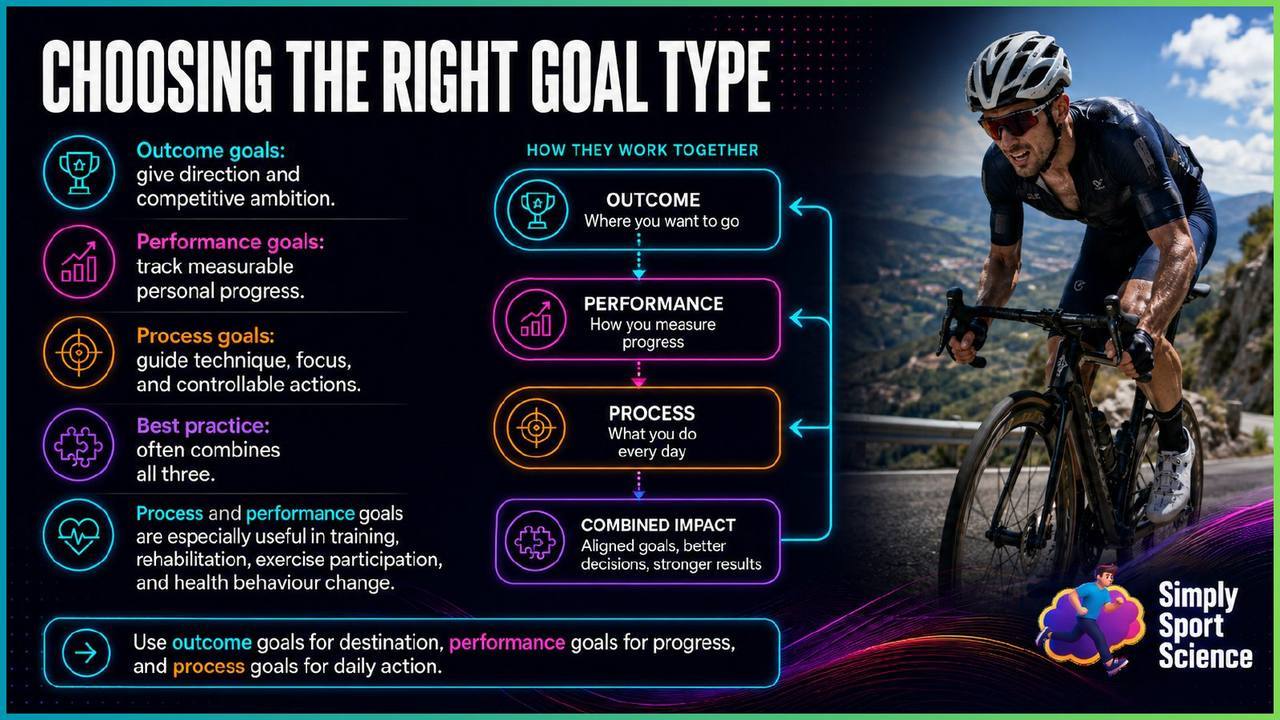 CHOOSING THE RIGHT GOAL TYPE
Outcome goals:
give direction and
competitive ambition.
Performance goals:
track measurable
personal progress.
Process goals:
guide technique, focus,
and controllable actions.
Best practice:
often combines
all three.
Process and performance goals
are especially useful in training,
rehabilitation, exercise participation,
and health behaviour change.
HOW THEY WORK TOGETHER
OUTCOME
Where you want to go
PERFORMANCE
How you measure
progress
PROCESS
What you do
every day
COMBINED IMPACT
Aligned goals, better
decisions, stronger results
Use outcome goals for destination, performance goals for progress,
and process goals for daily action.
Simply
Sport
Science